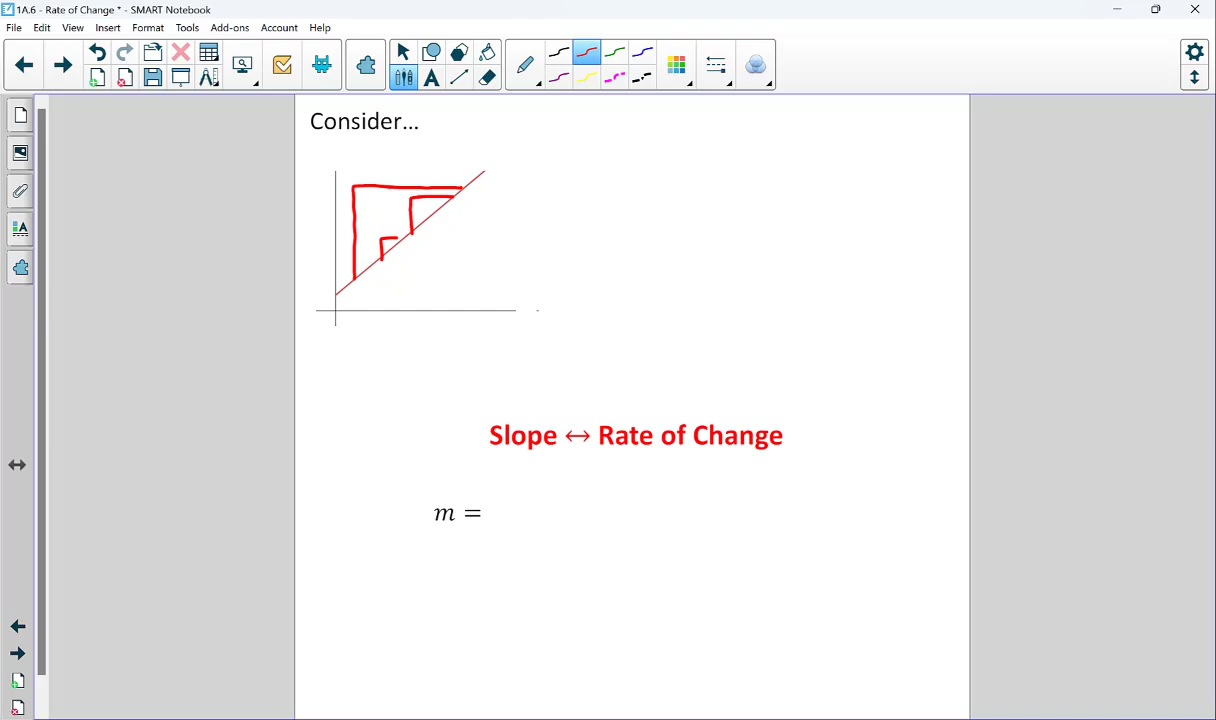 1A.6 - Rate of Change * - SMART Notebook
File Edit View Insert Format Tools Add-ons Account Help
Consider...
Slope ↔ Rate of Change
m =